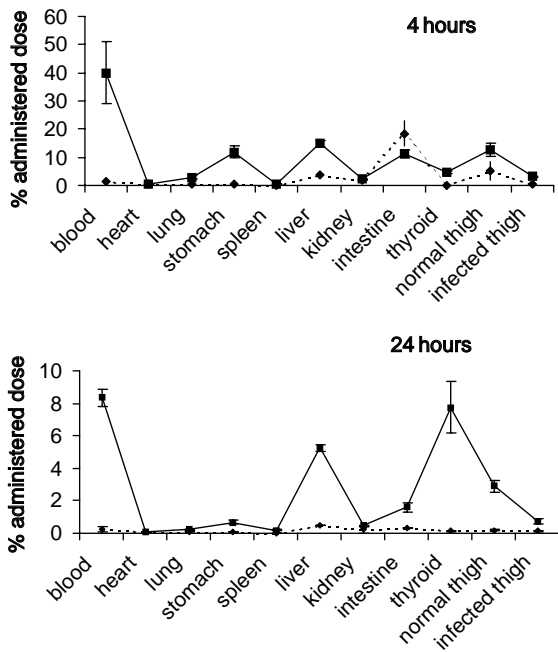 4 hours
% administered dose
60
50
40
30
20
10
0
blood
heart
lung
stomach
spleen
liver
kidney
intestine
thyroid
normal thigh
infected thigh
24 hours
% administered dose
10
8
6
4
2
0
blood
heart
lung
stomach
spleen
liver
kidney
intestine
thyroid
normal thigh
infected thigh